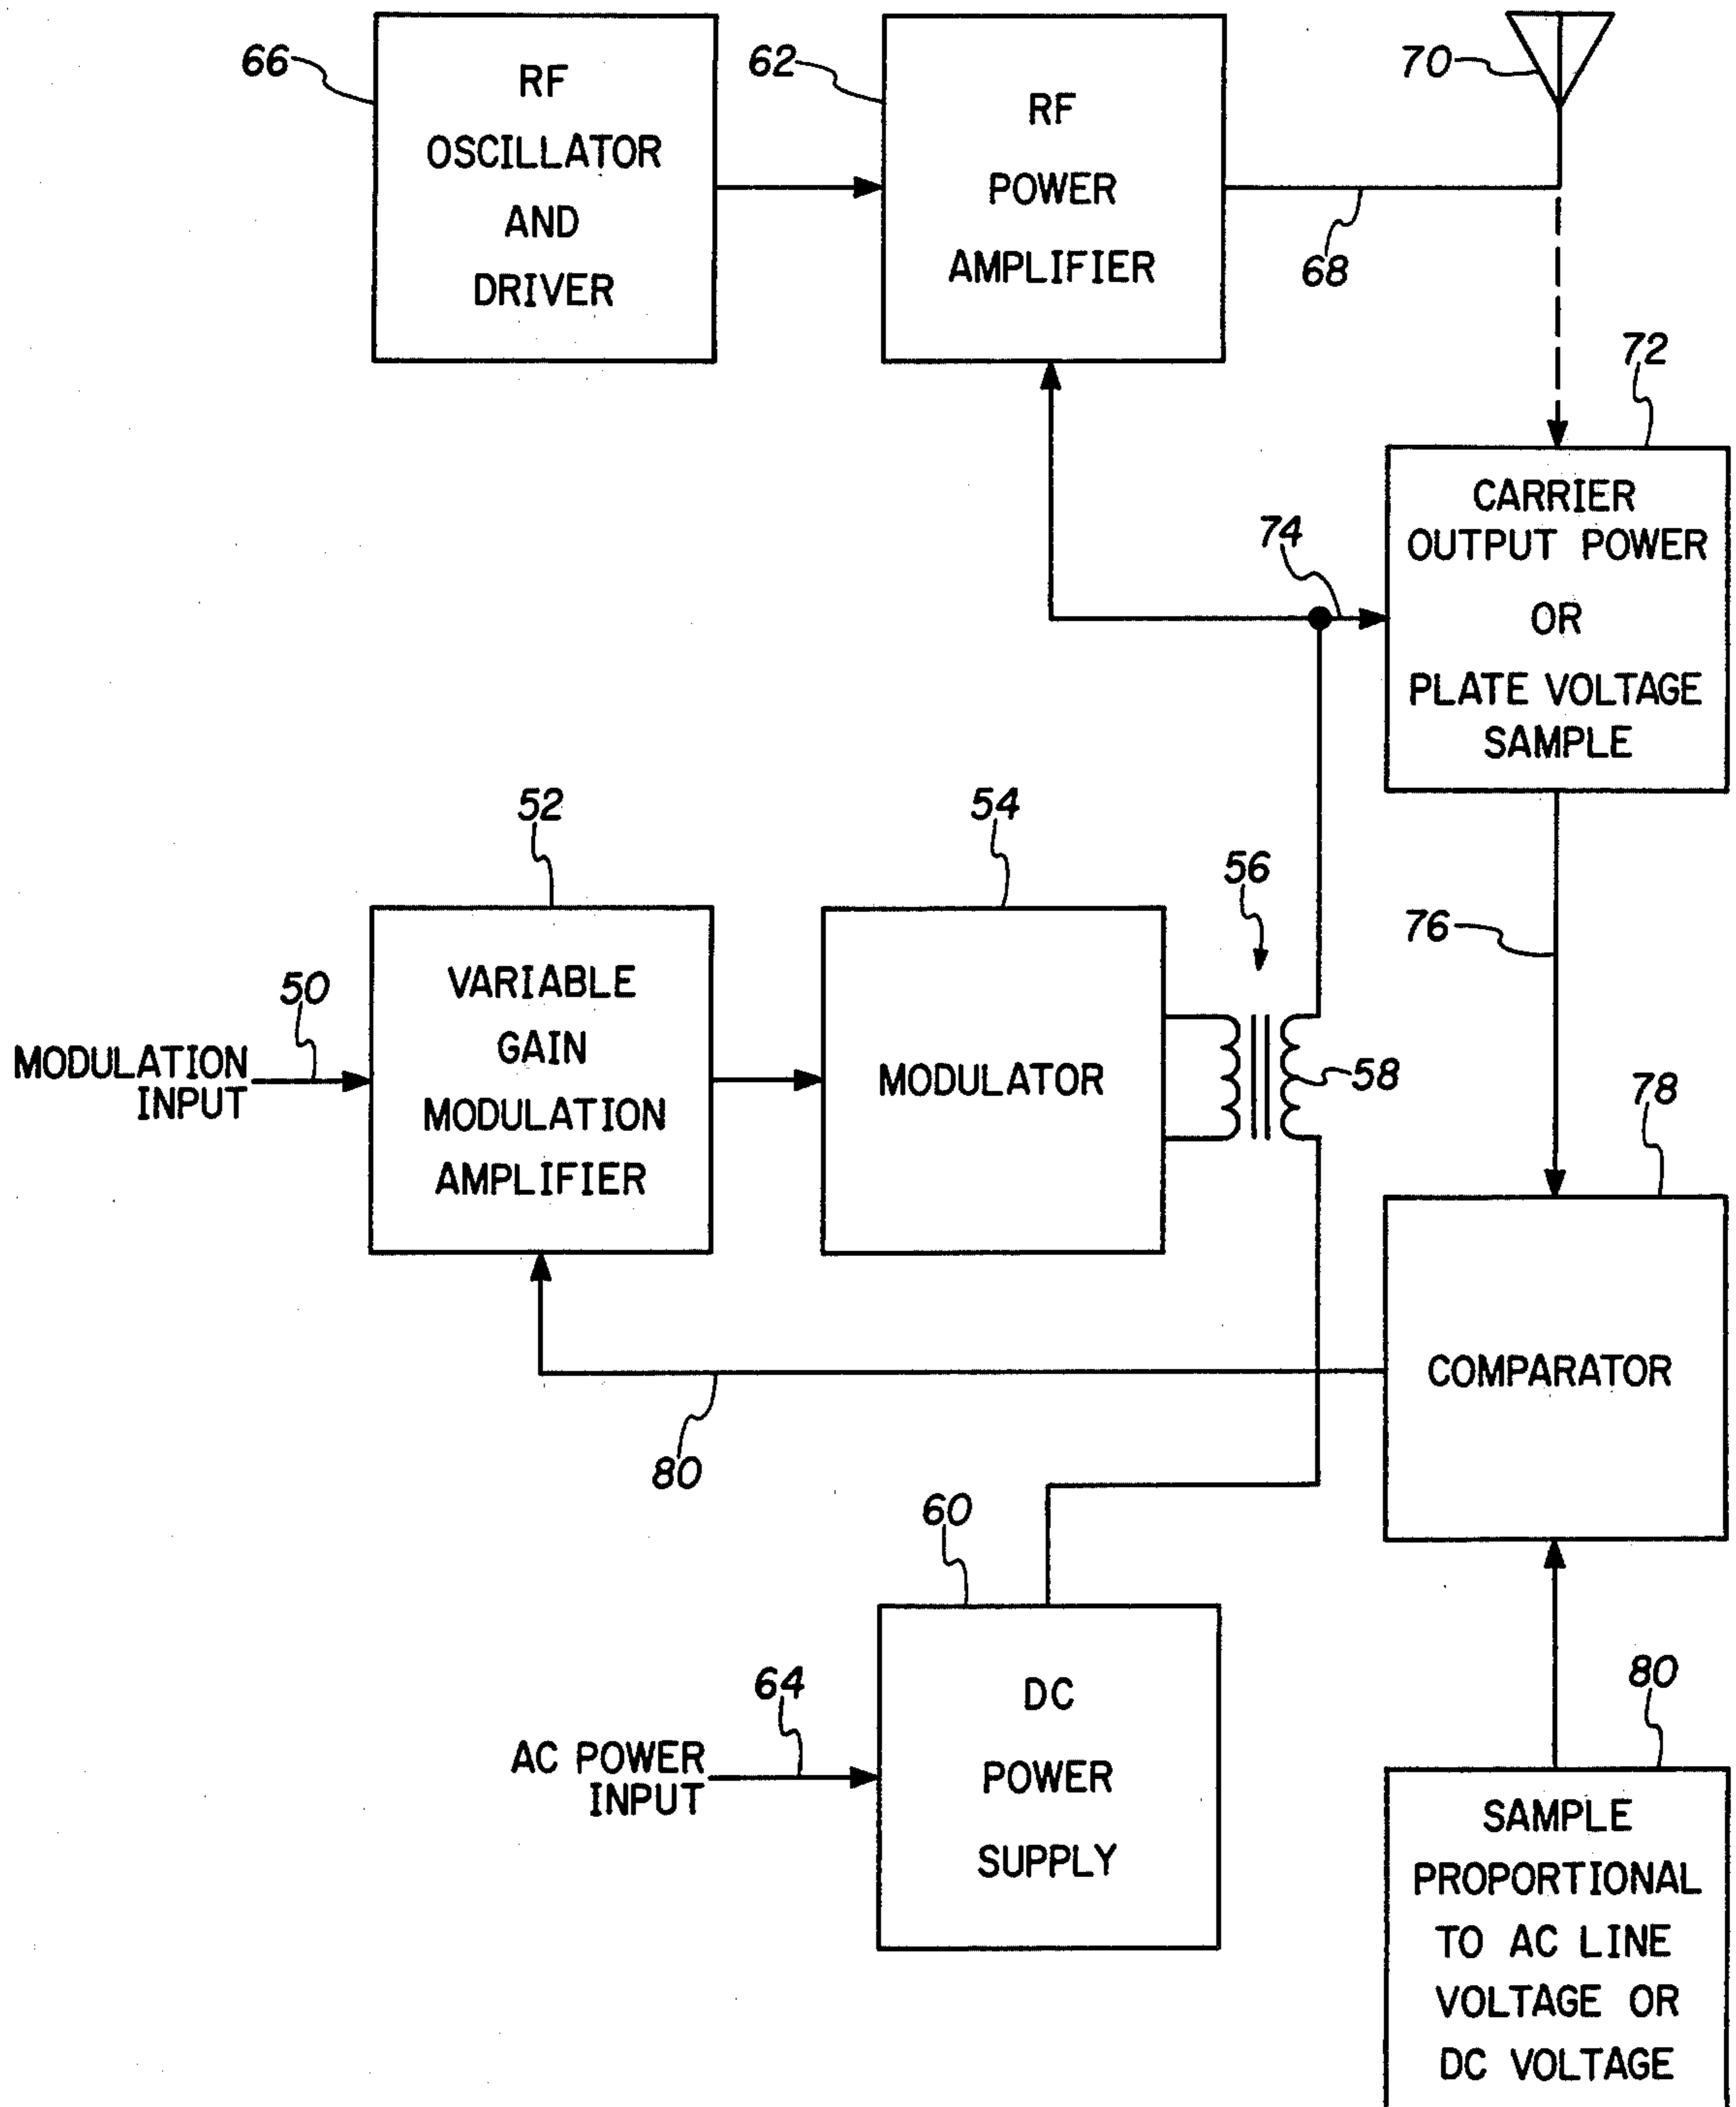 66
RF
OSCILLATOR
AND
DRIVER
62
RF
POWER
AMPLIFIER
70
68
72
CARRIER
OUTPUT POWER
OR
PLATE VOLTAGE
SAMPLE
74
52
54
56
58
76
50
MODULATION
INPUT
VARIABLE
GAIN
MODULATION
AMPLIFIER
MODULATOR
78
COMPARATOR
80
60
64
AC POWER
INPUT
DC
POWER
SUPPLY
80
SAMPLE
PROPORTIONAL
TO AC LINE
VOLTAGE OR
DC VOLTAGE